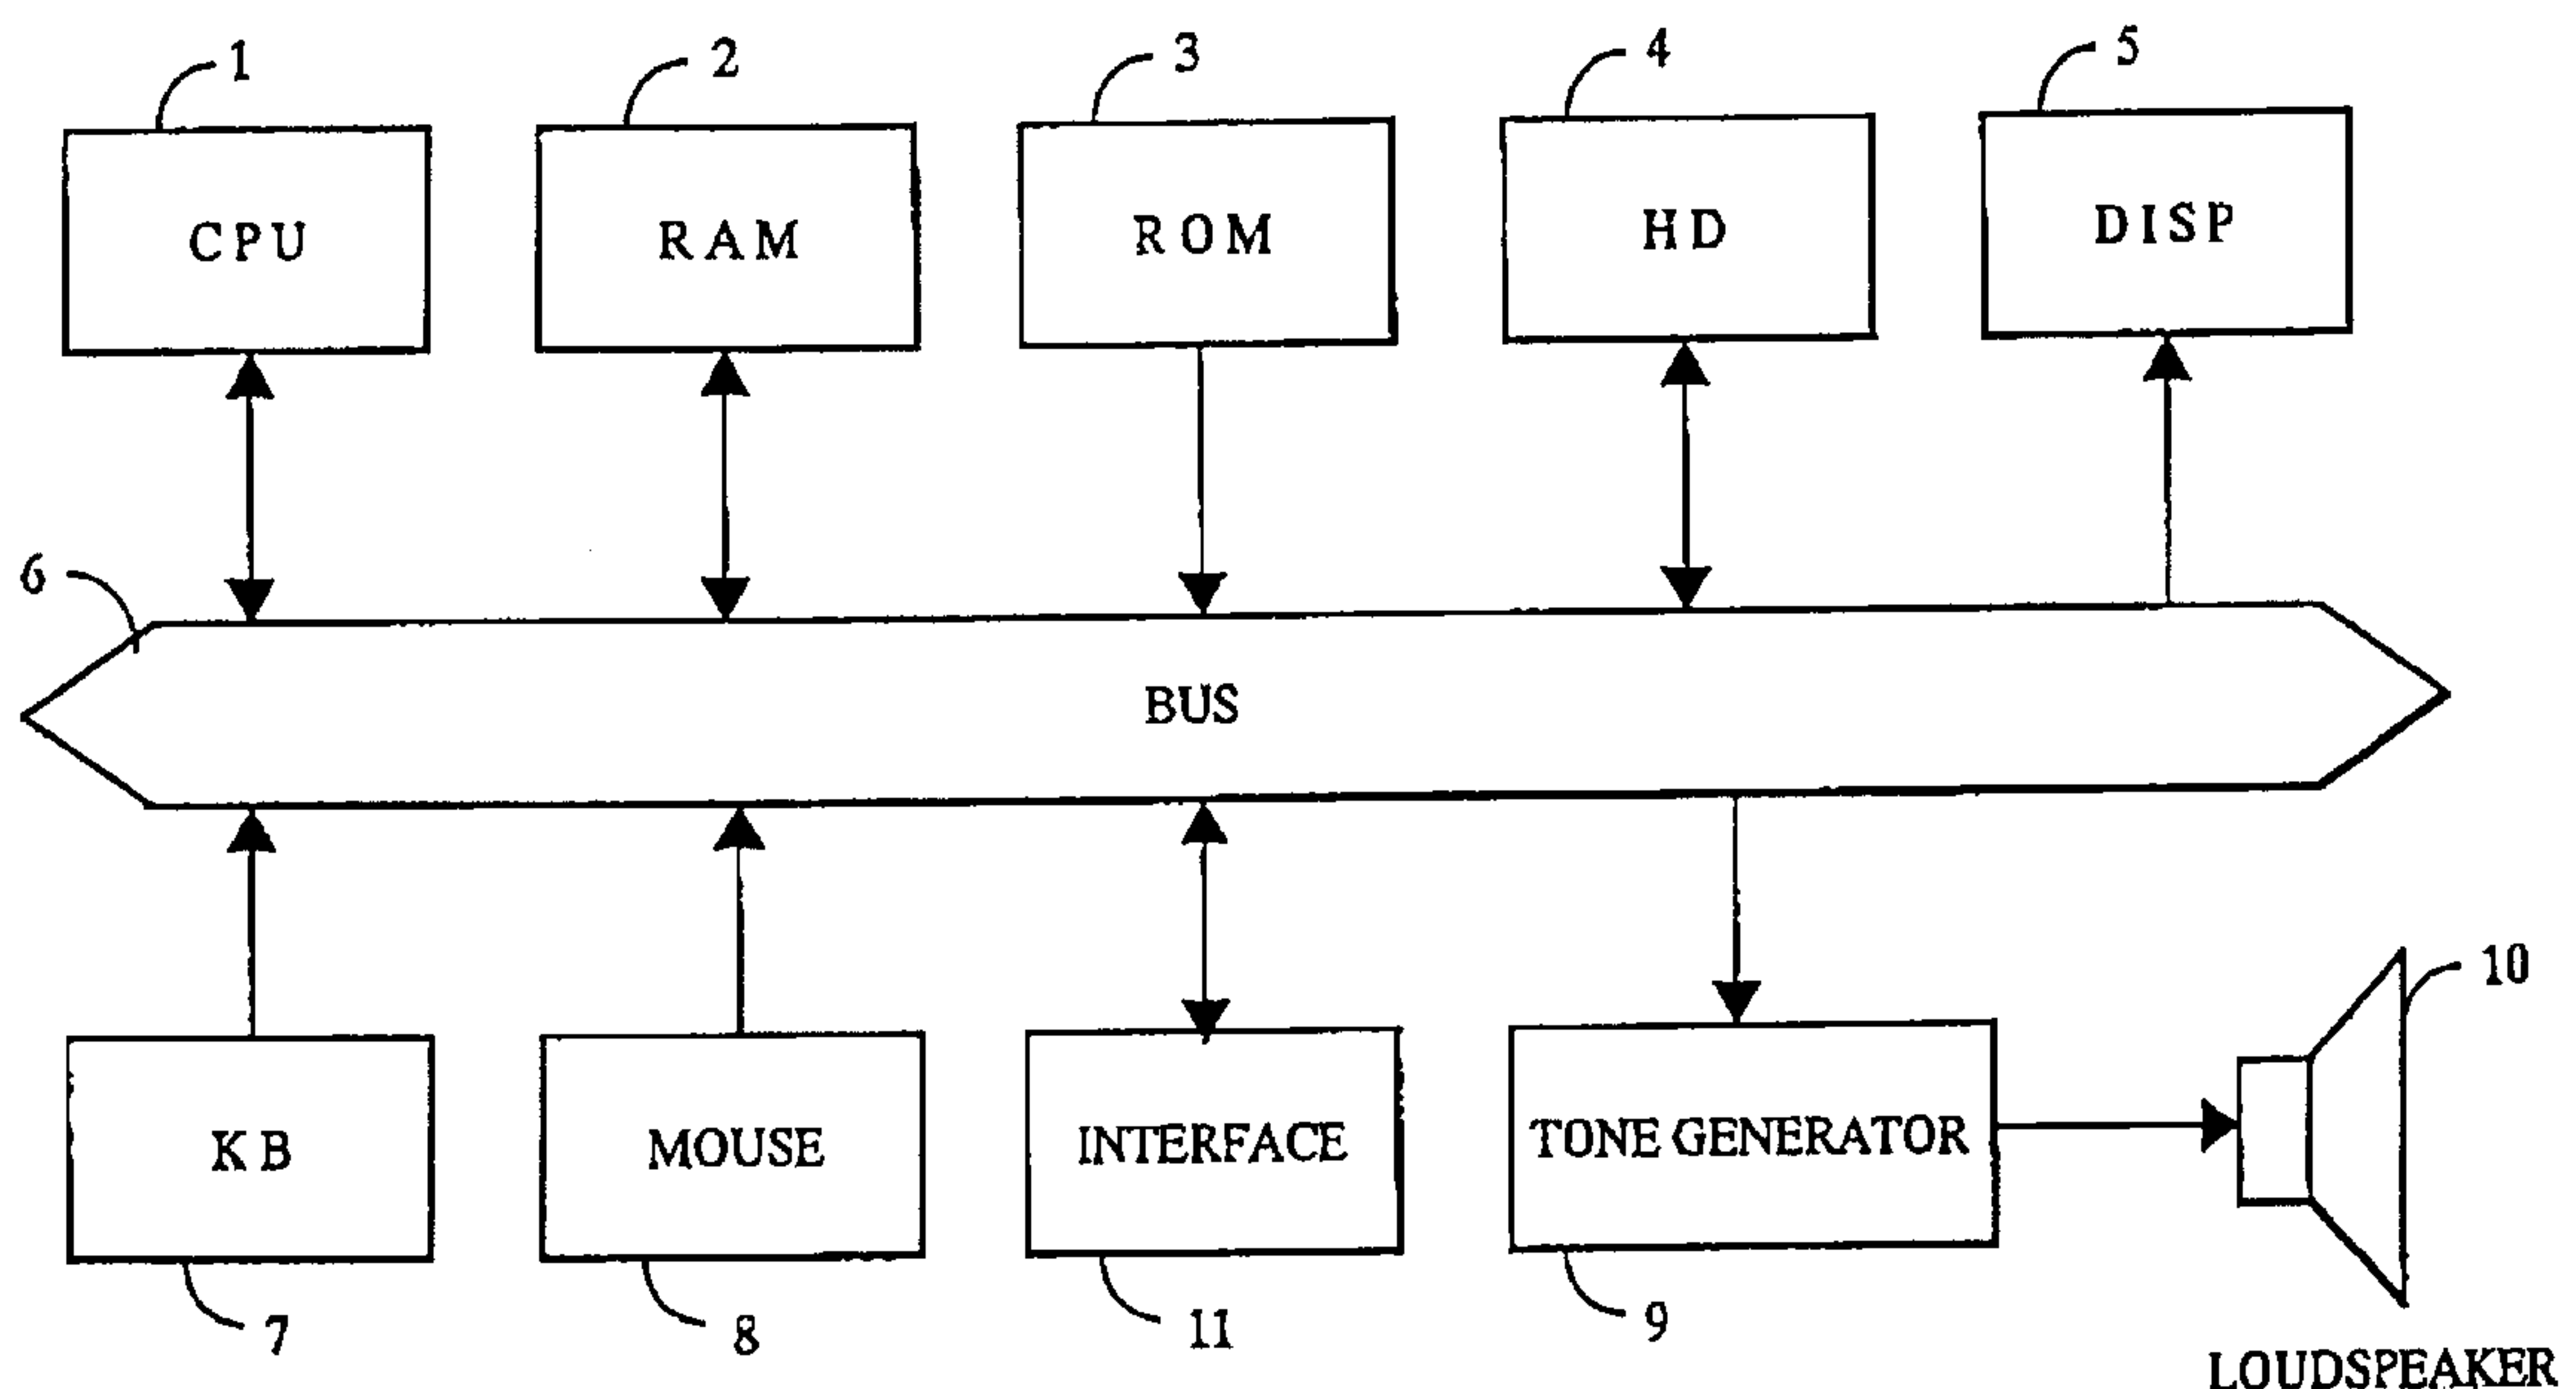 1
2
3
4
5
CPU
RAM
ROM
HD
DISP
6
BUS
10
KB
MOUSE
INTERFACE
TONE GENERATOR
7
8
11
9
LOUDSPEAKER